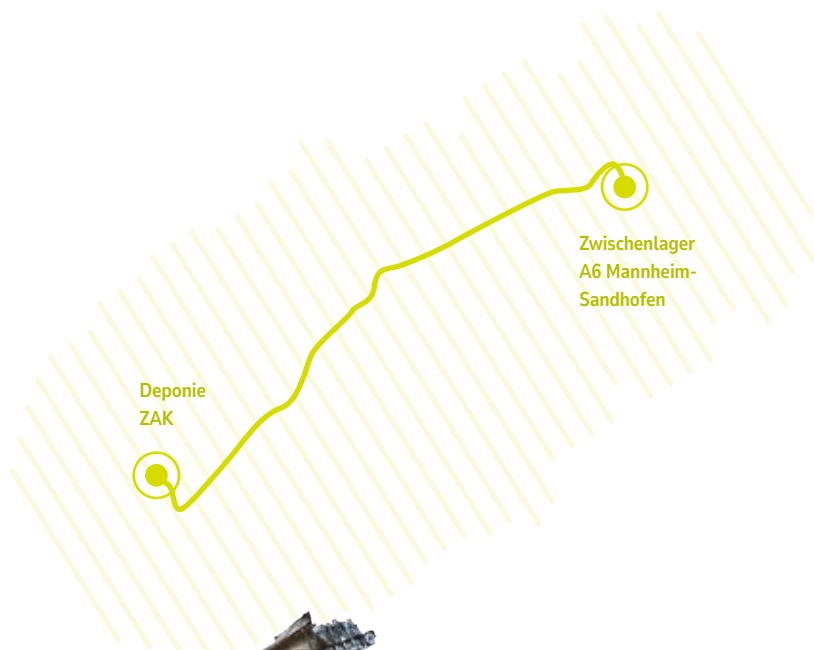 Zwischenlager
A6 Mannheim-
Sandhofen
Deponie
ZAK